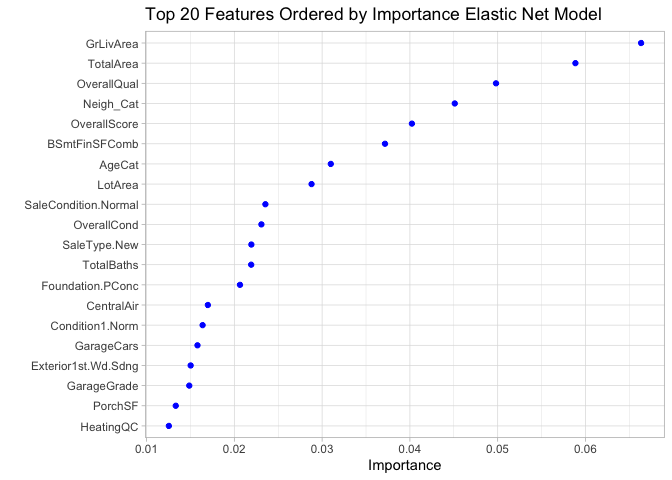 Top 20 Features Ordered by Importance Elastic Net Model
GrLivArea
TotalArea
OverallQual
Neigh_Cat
OverallScore
BSmtFinSFComb
AgeCat
LotArea
SaleCondition.Normal
OverallCond
SaleType.New
TotalBaths
Foundation.PConc
CentralAir
Condition1.Norm
GarageCars
Exterior1st.Wd.Sdng
GarageGrade
PorchSF
HeatingQC
0.01 0.02 0.03 0.04 0.05 0.06
Importance